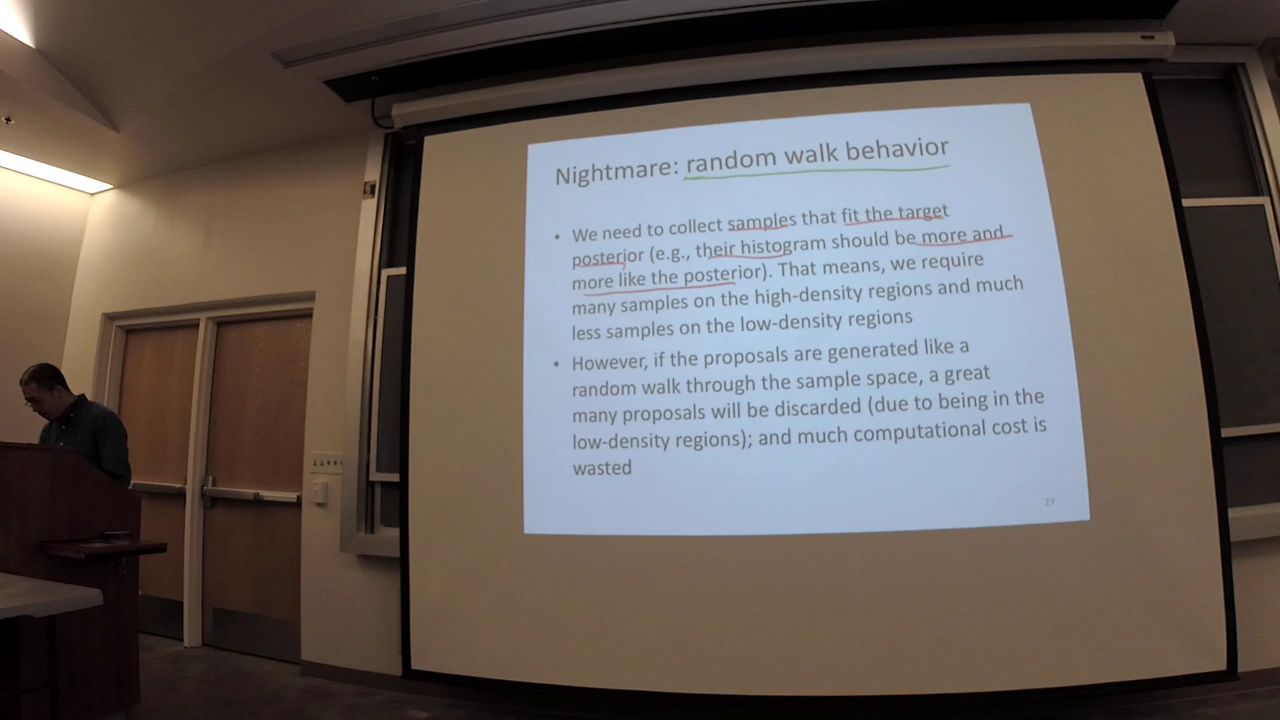 Nightmare: random walk behavior
• We need to collect samples that fit the target
posterior (e.g., their histogram should be more and
more like the posterior). That means, we require
many samples on the high-density regions and much
less samples on the low-density regions
• However, if the proposals are generated like a
random walk through the sample space, a great
many proposals will be discarded (due to being in the
low-density regions); and much computational cost is
wasted
27